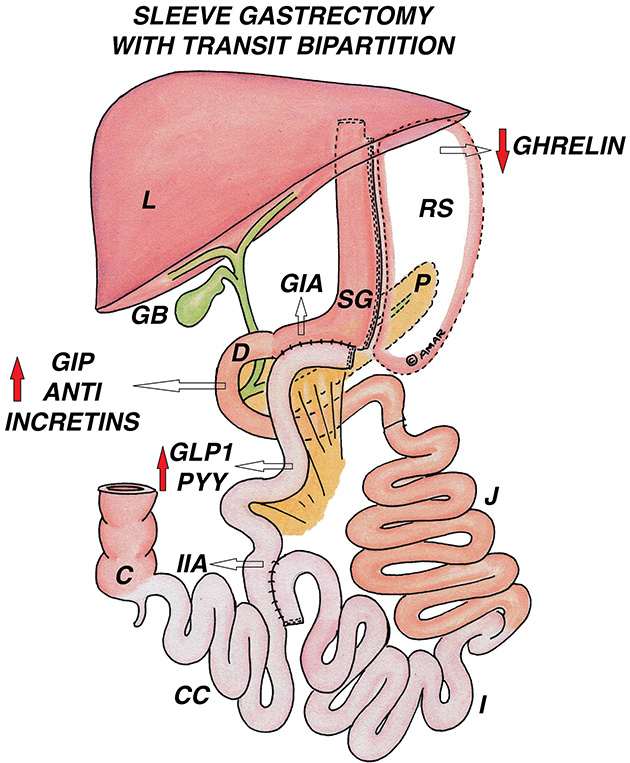 SLEEVE GASTRECTOMY
WITH TRANSIT BIPARTITION
GHRELIN
L
RS
P
GIA
SG
GB
D
© AMAR
GIP
ANTI
INCRETINS
GLP1
PYY
J
C
IIA
CC
I